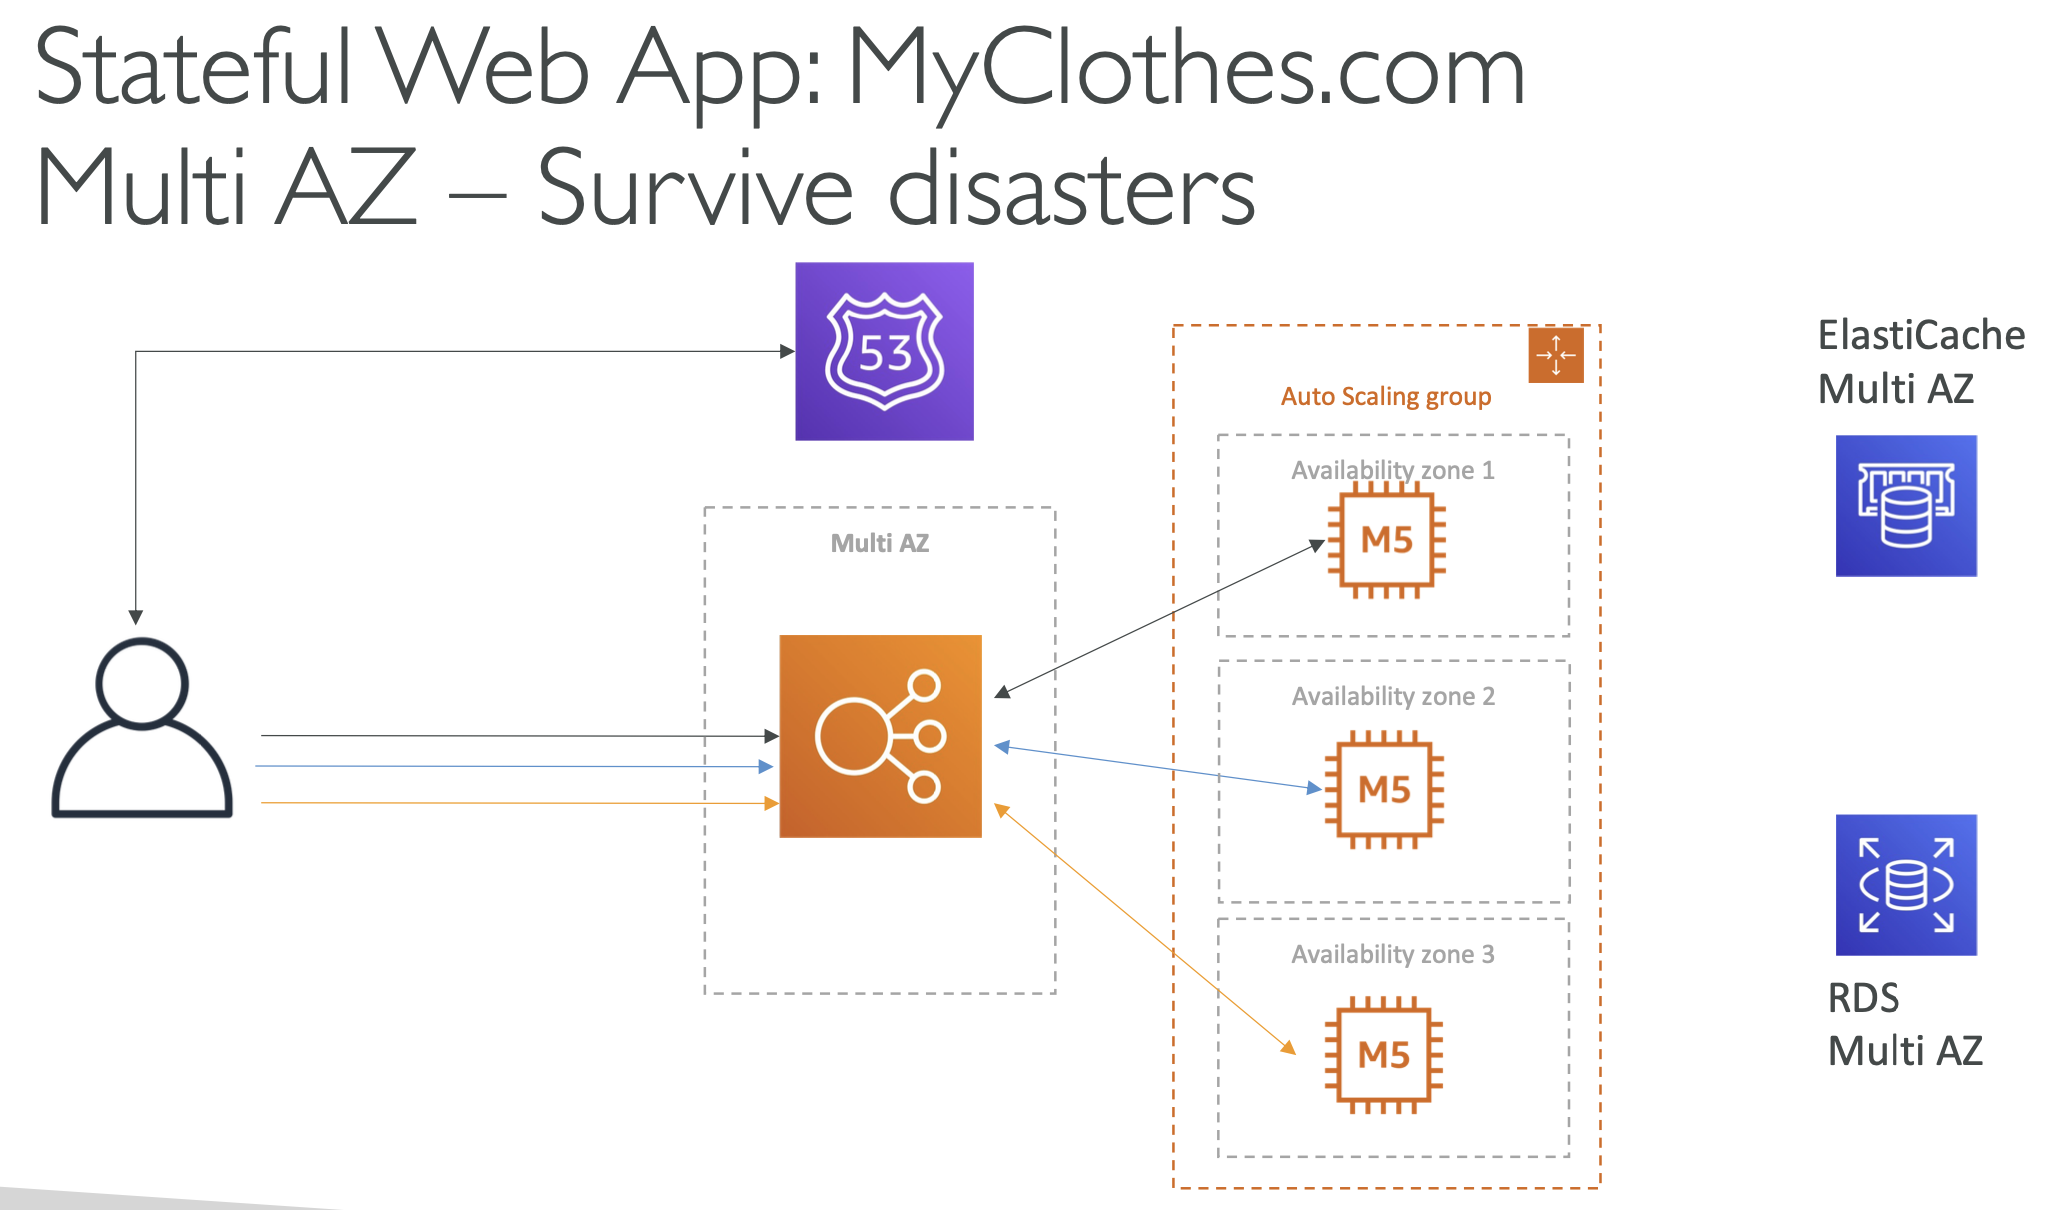 Stateful Web App: MyClothes.com
Multi AZ – Survive disasters
53
ElastiCache
Multi AZ
Auto Scaling group
Availability zone 1
M5
Multi AZ
Availability zone 2
M5
Availability zone 3
M5
RDS
Multi AZ